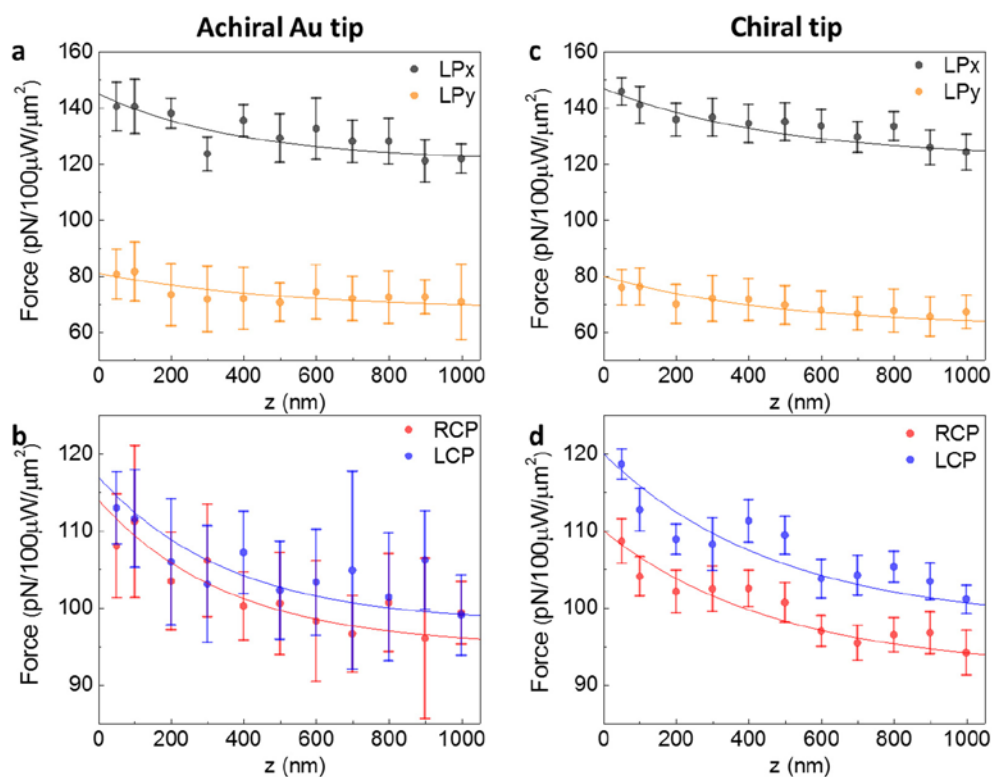 Achiral Au tip
Chiral tip
a
160
140
120
100
80
60
Force (pN/100μW/μm²)
LPx
LPy
0 200 400 600 800 1000
z (nm)
c
160
140
120
100
80
60
Force (pN/100μW/μm²)
LPx
LPy
0 200 400 600 800 1000
z (nm)
b
120
110
100
90
Force (pN/100μW/μm²)
RCP
LCP
0 200 400 600 800 1000
z (nm)
d
120
110
100
90
Force (pN/100μW/μm²)
RCP
LCP
0 200 400 600 800 1000
z (nm)